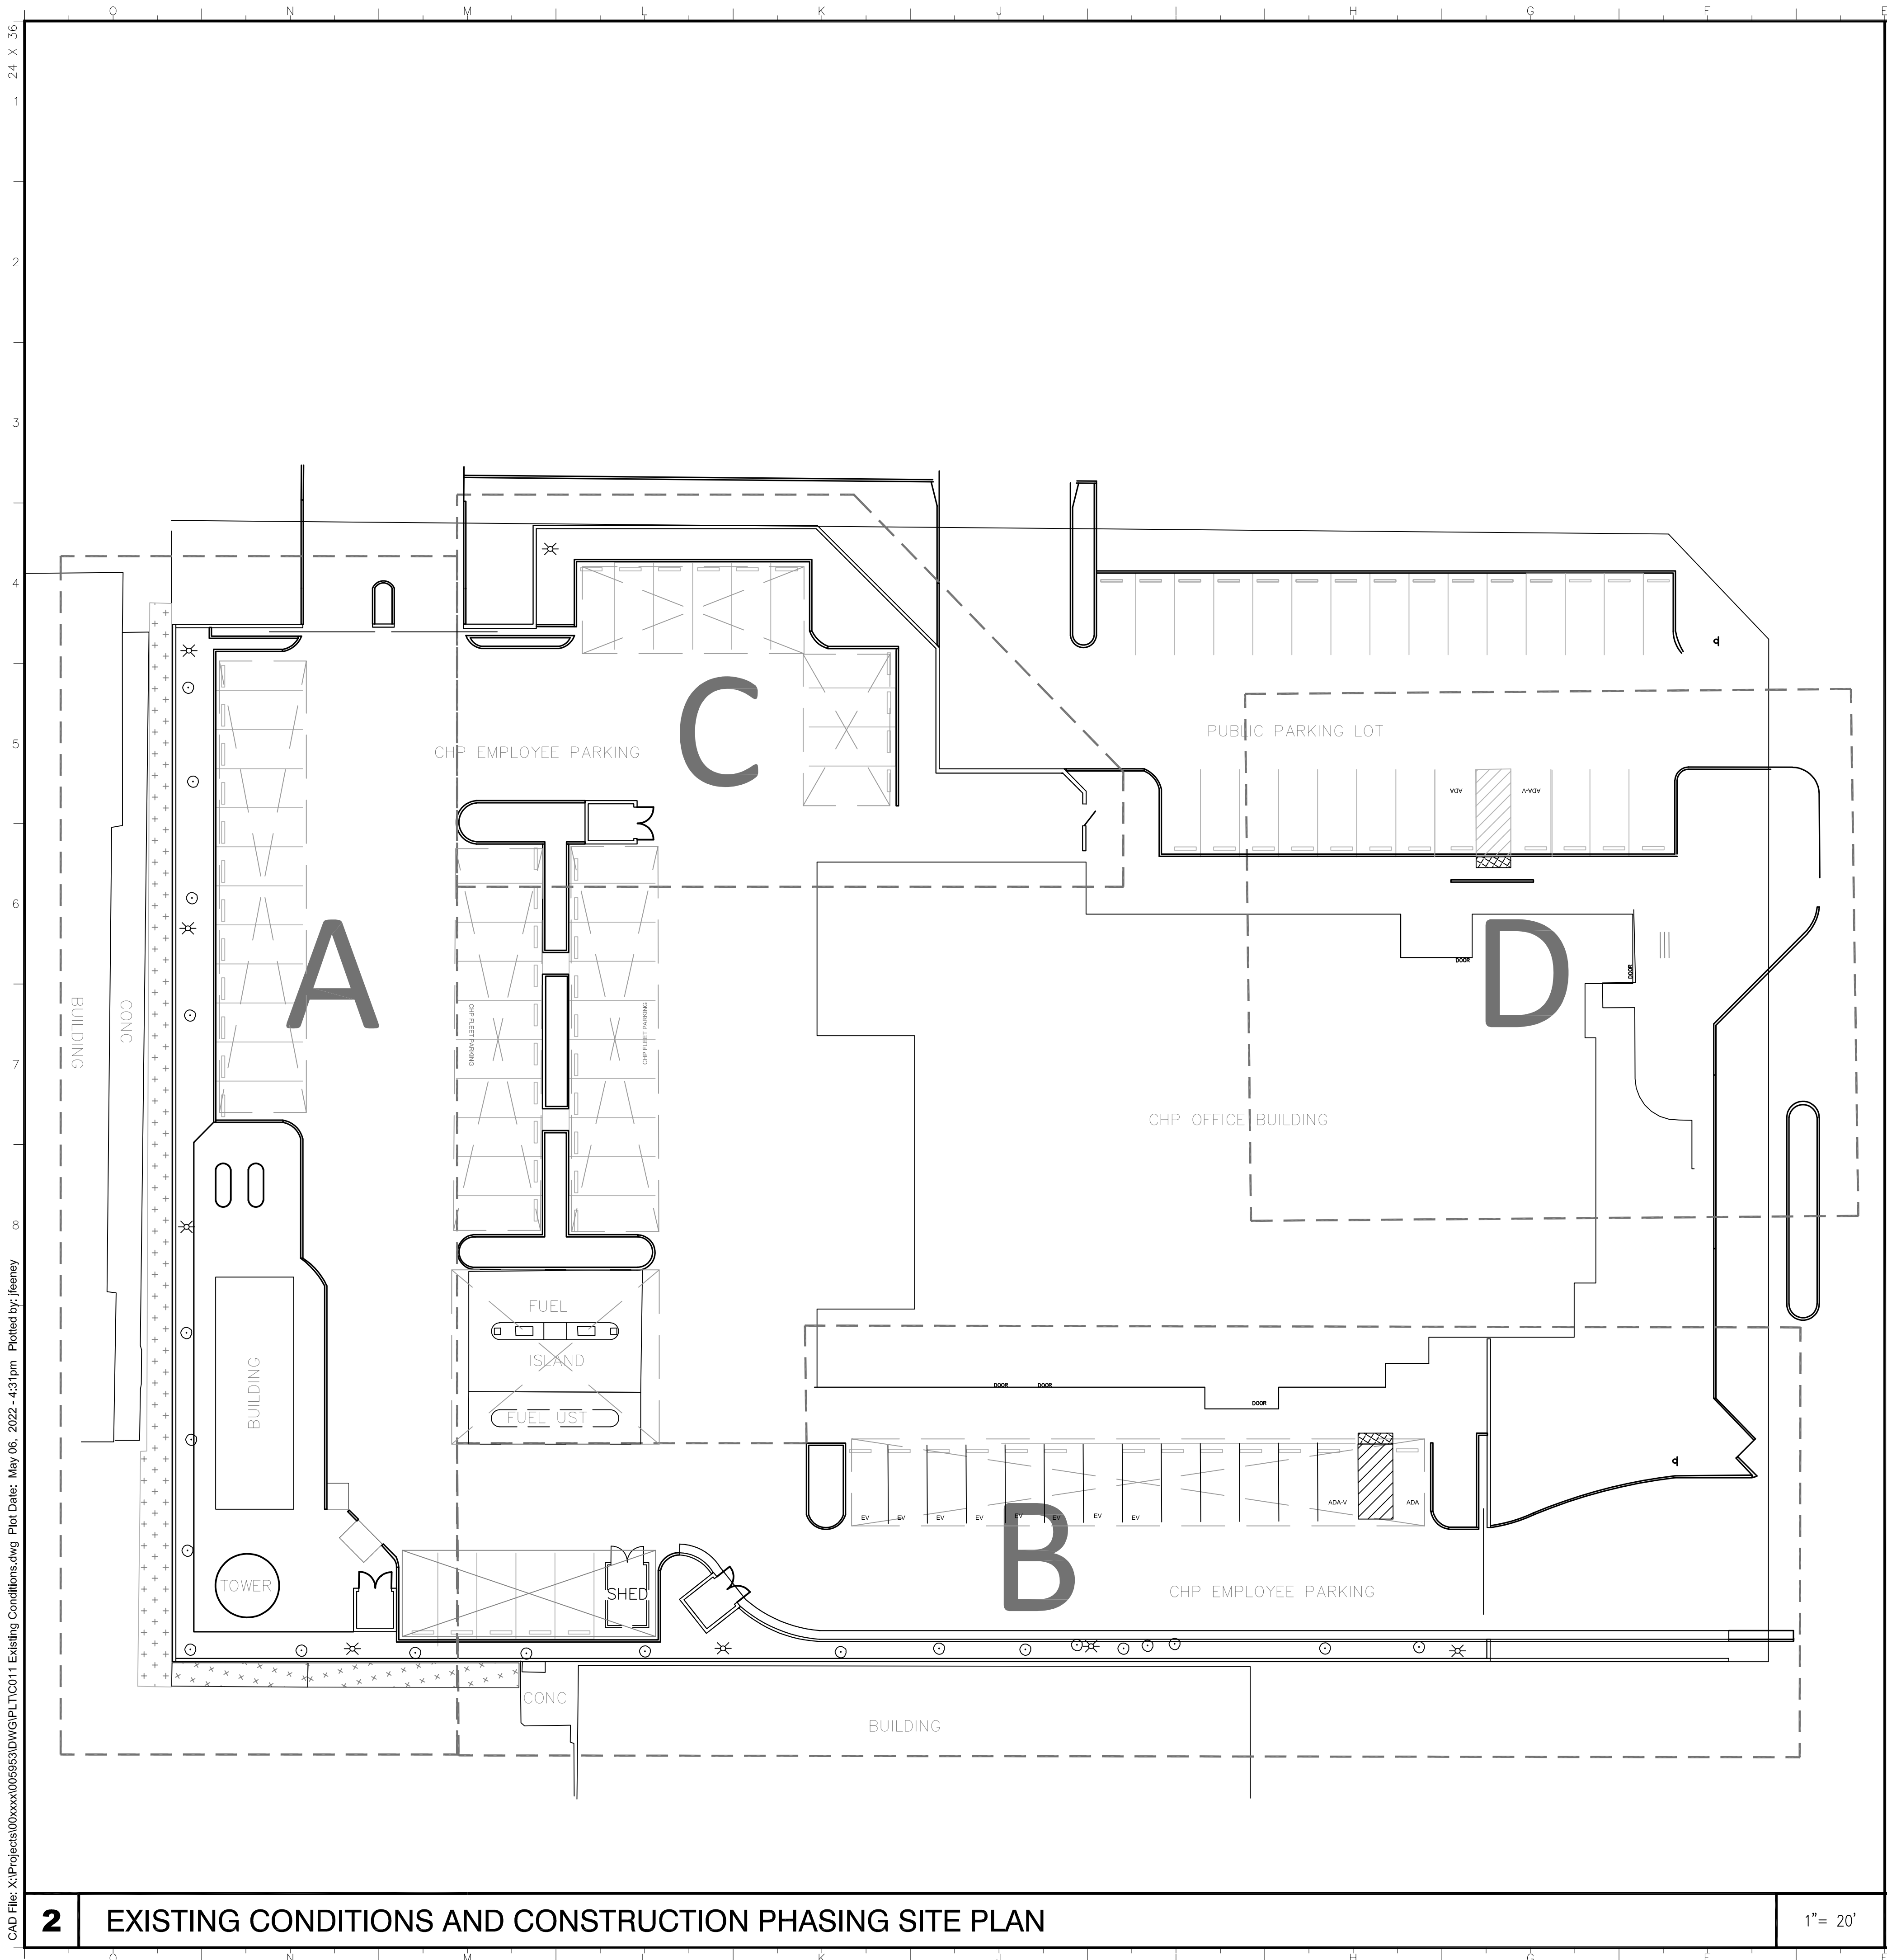 O N M L K J H G F E
24 X 36
1
2
3
4
5
6
7
8
C
CHP EMPLOYEE PARKING
PUBLIC PARKING LOT
ADA
ADA-V
A
D
DOOR
DOOR
BUILDING
CONC
CHP FLEET PARKING
CHP FLEET PARKING
CHP OFFICE BUILDING
FUEL
ISLAND
FUEL UST
BUILDING
DOOR DOOR
DOOR
EV EV EV EV EV EV EV EV
ADA-V
ADA
B
CHP EMPLOYEE PARKING
TOWER
SHED
CONC
BUILDING
CAD File: X:\Projects\00xxxx\005953\DWG\PLT\C011 Existing Conditions.dwg Plot Date: May 06, 2022 - 4:31pm Plotted by: jfeeney
2 EXISTING CONDITIONS AND CONSTRUCTION PHASING SITE PLAN
1"= 20'